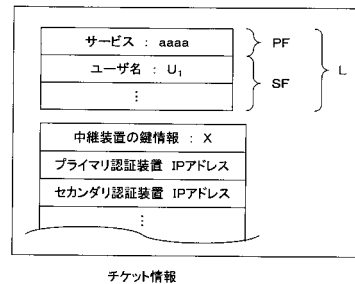 サービス : aaaa
PF
ユーザ名 : U₁
SF
L
⋮
中継装置の鍵情報 : X
プライマリ認証装置 IPアドレス
セカンダリ認証装置 IPアドレス
⋮
チケット情報